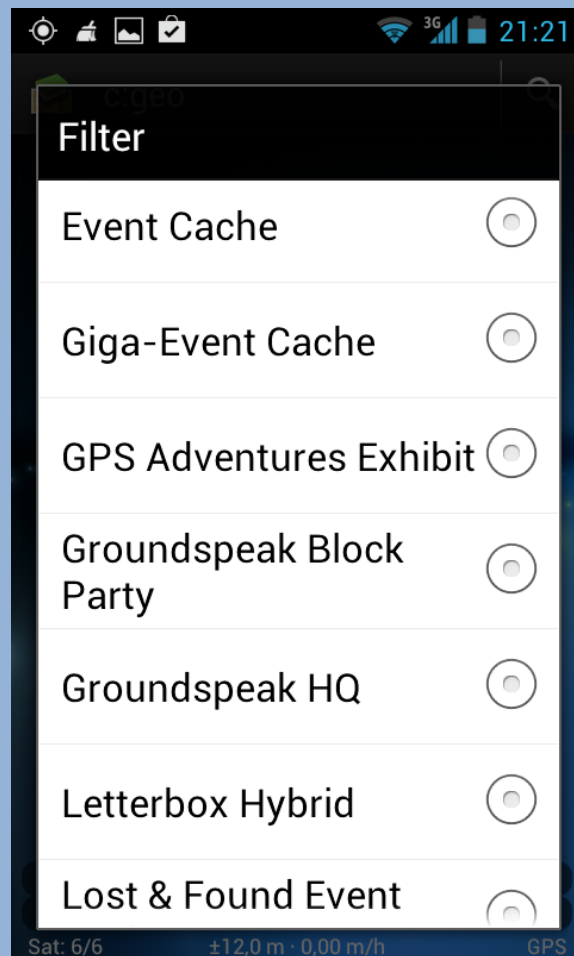 3G 21:21
c:geo
Filter
Event Cache
Giga-Event Cache
GPS Adventures Exhibit
Groundspeak Block
Party
Groundspeak HQ
Letterbox Hybrid
Lost & Found Event
Sat: 6/6 ±12,0 m · 0,00 m/h GPS